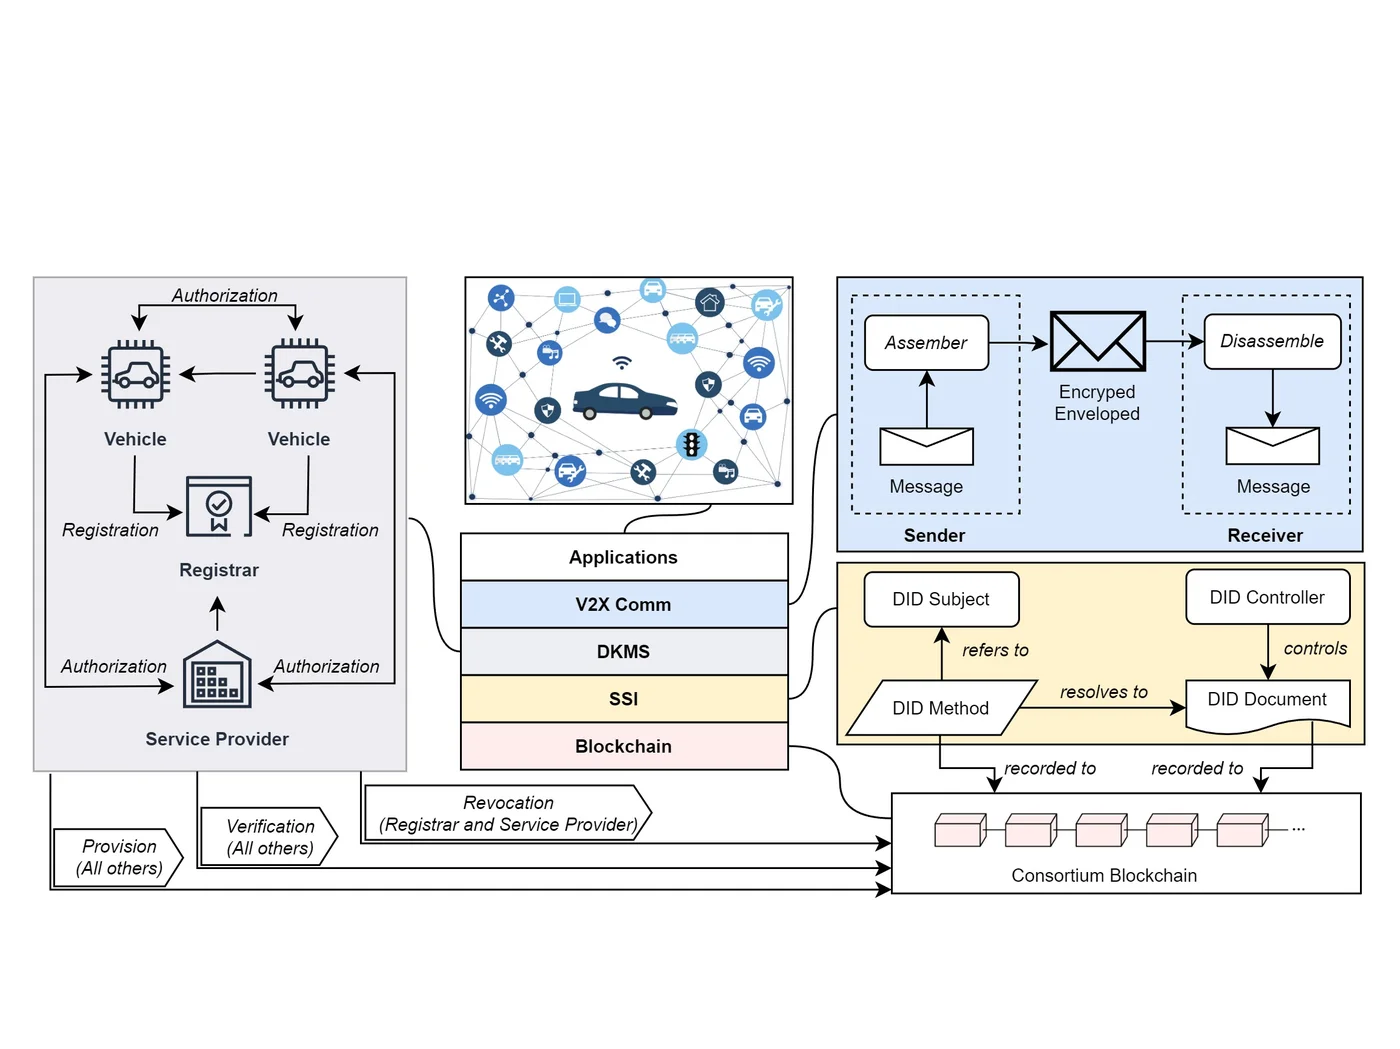 Authorization
Vehicle
Vehicle
Registration
Registration
Registrar
Authorization
Authorization
Service Provider
Provision
(All others)
Verification
(All others)
Revocation
(Registrar and Service Provider)
Applications
V2X Comm
DKMS
SSI
Blockchain
Assember
Encryped
Enveloped
Disassemble
Message
Message
Sender
Receiver
DID Subject
DID Controller
refers to
controls
DID Method
resolves to
DID Document
recorded to
recorded to
...
Consortium Blockchain